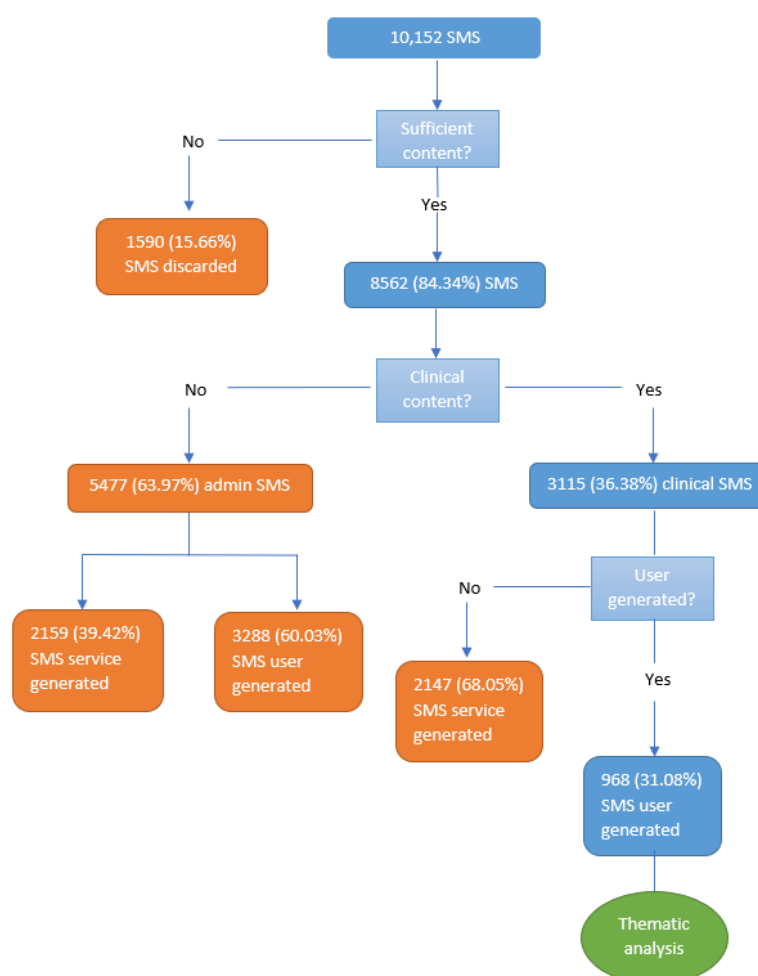 10,152 SMS
Sufficient
content?
No
Yes
1590 (15.66%)
SMS discarded
8562 (84.34%) SMS
Clinical
content?
No
Yes
5477 (63.97%) admin SMS
3115 (36.38%) clinical SMS
User
generated?
No
2159 (39.42%)
SMS service
generated
3288 (60.03%)
SMS user
generated
2147 (68.05%)
SMS service
generated
Yes
968 (31.08%)
SMS user
generated
Thematic
analysis